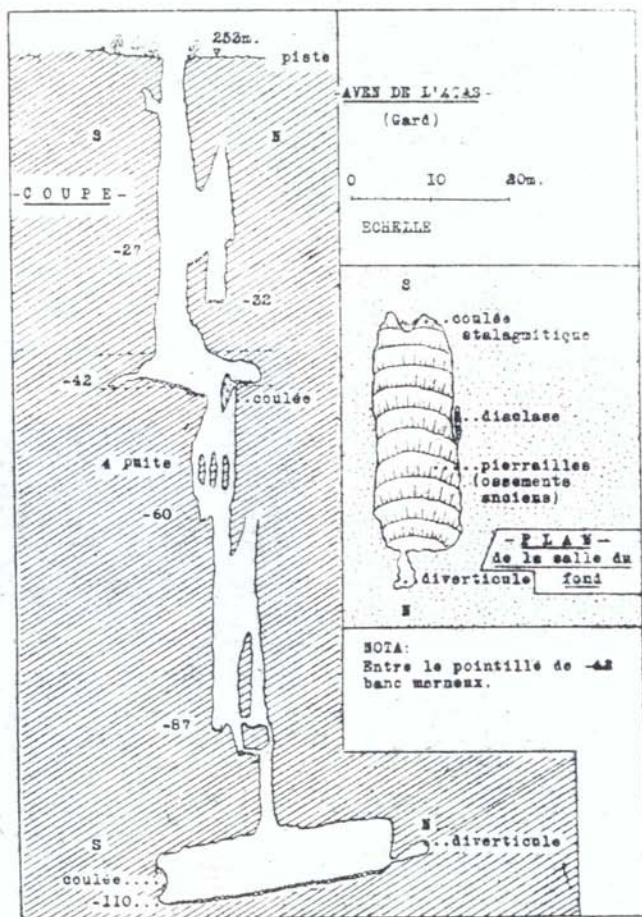 253m.
piste
-AVEN DE L'ATAS-
(Gard)
S
N
-COUPE-
0 10 20m.
ECHELLE
-27
-32
-42
..coulée
4 puits
-60
-87
S
N
...diverticule
coulée....
-110...
S
..coulée
stalagmitique
...diaclase
...pierrailles
(ossements
anciens)
-PLAN-
de la salle du
fond
..diverticule
N
NOTA:
Entre le pointillé de -42
banc marneux.